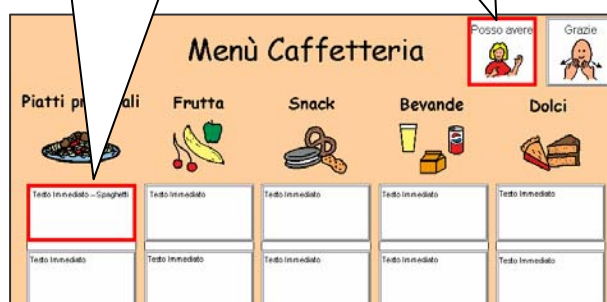 Posso avere
Grazie
Menù Caffetteria
Piatti pr ali
Frutta
Snack
Bevande
Dolci
Testo Immediato – Spaghetti
Testo Immediato
Testo Immediato
Testo Immediato
Testo Immediato
Testo Immediato
Testo Immediato
Testo Immediato
Testo Immediato
Testo Immediato